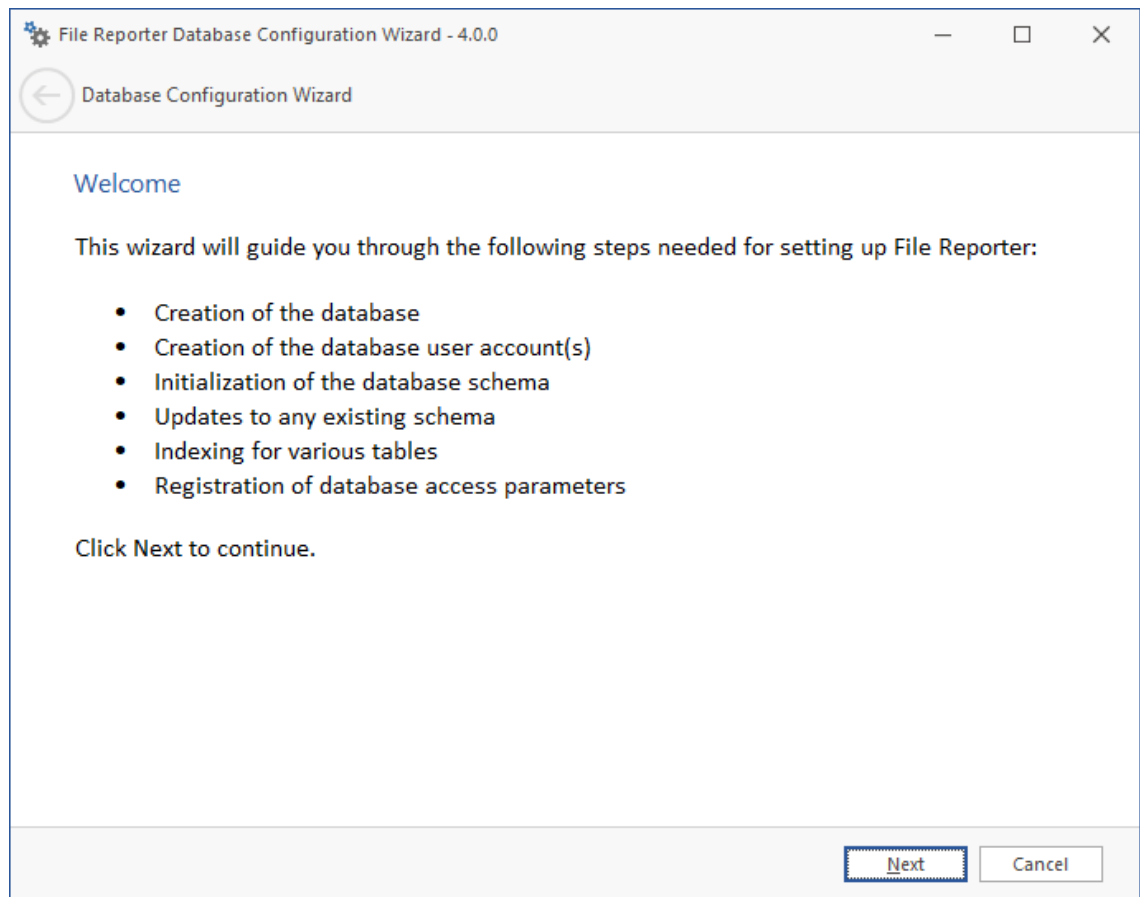 File Reporter Database Configuration Wizard - 4.0.0
Database Configuration Wizard
Welcome
This wizard will guide you through the following steps needed for setting up File Reporter:
• Creation of the database
• Creation of the database user account(s)
• Initialization of the database schema
• Updates to any existing schema
• Indexing for various tables
• Registration of database access parameters
Click Next to continue.
Next Cancel